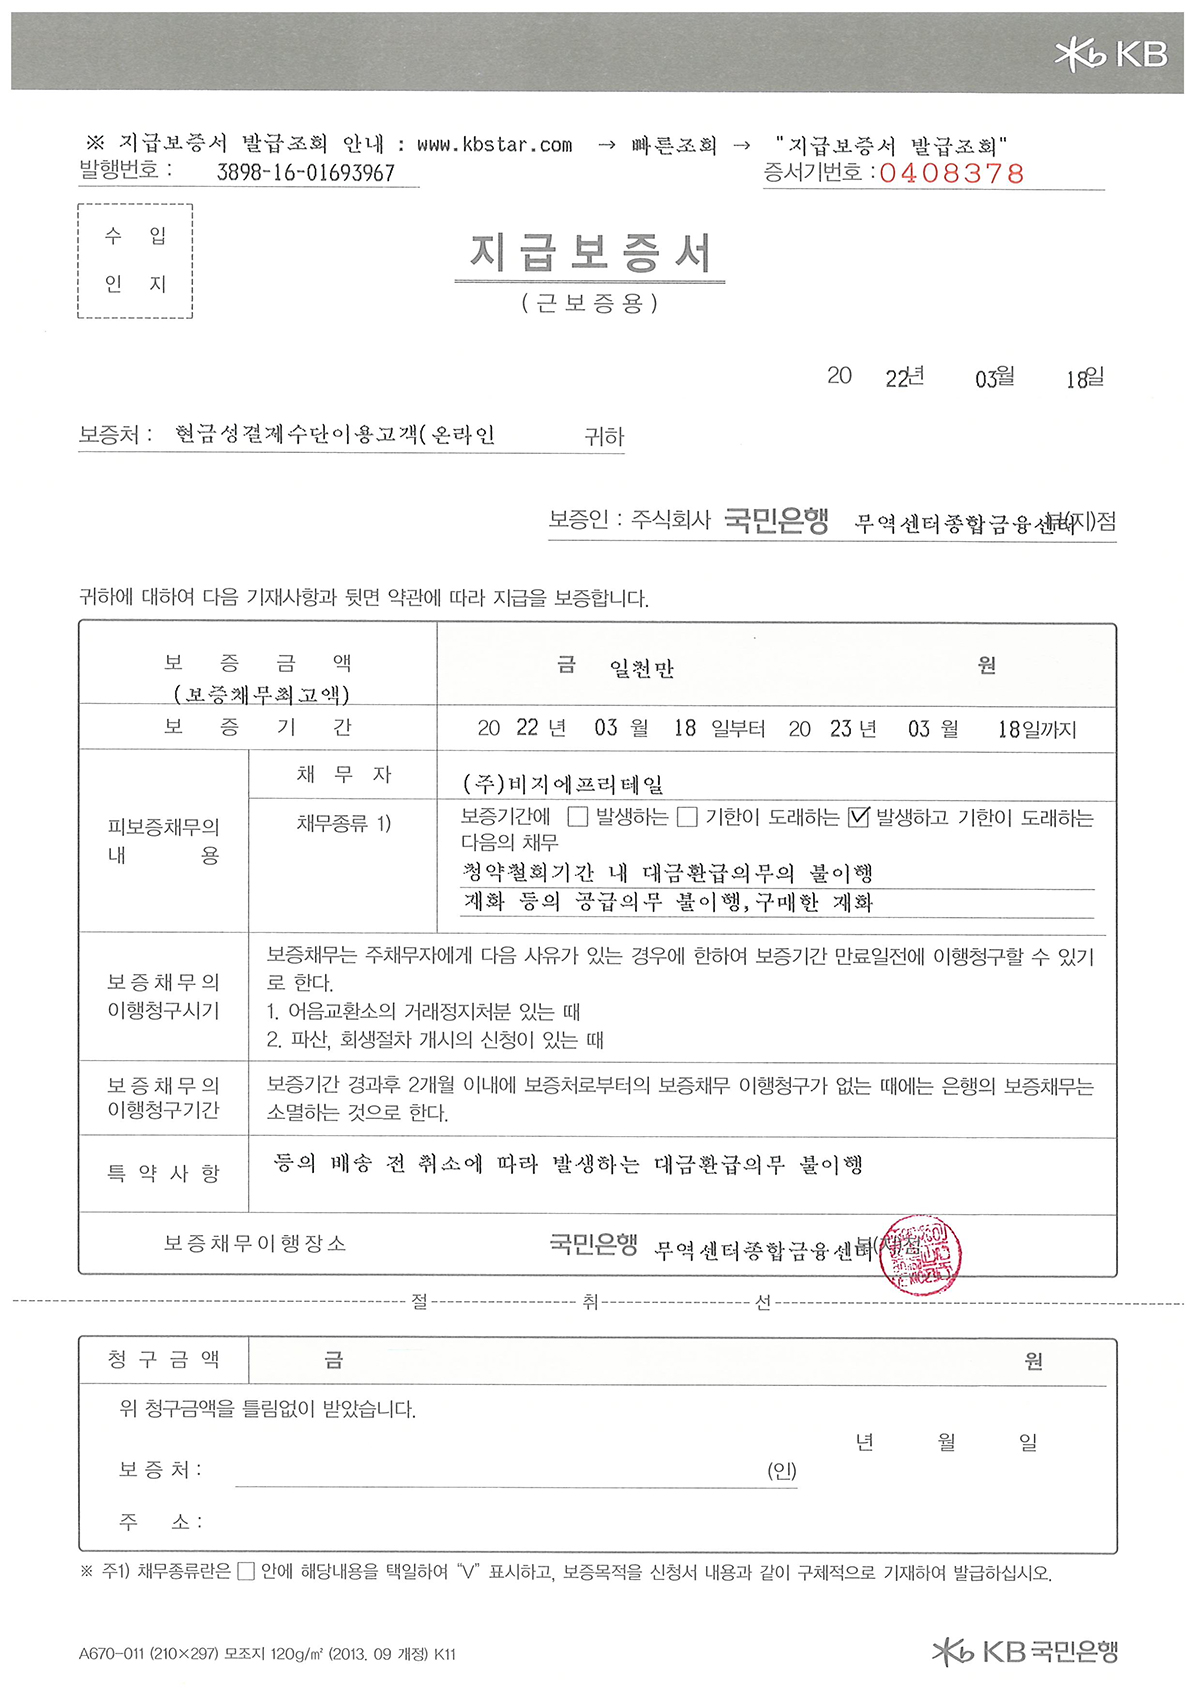 KB
※ 지급보증서 발급조회 안내 : www.kbstar.com → 빠른조회 → "지급보증서 발급조회"
발행번호 : 3898-16-01693967 증서기번호 : 0408378
수 입
인 지
지급보증서
(근보증용)
20 22년 03월 18일
보증처 : 현금성결제수단이용고객(온라인 귀하
보증인 : 주식회사 국민은행 무역센터종합금융센터 부(지)점
귀하에 대하여 다음 기재사항과 뒷면 약관에 따라 지급을 보증합니다.
보 증 금 액 금 일천만 원
(보증채무최고액)
보 증 기 간 20 22 년 03 월 18 일부터 20 23 년 03 월 18일까지
채 무 자 (주)비지에프리테일
피보증채무의
내 용
채무종류 1) 보증기간에 □ 발생하는 □ 기한이 도래하는 ☑ 발생하고 기한이 도래하는
다음의 채무
청약철회기간 내 대금환급의무의 불이행
재화 등의 공급의무 불이행,구매한 재화
보증채무의
이행청구시기
보증채무는 주채무자에게 다음 사유가 있는 경우에 한하여 보증기간 만료일전에 이행청구할 수 있기
로 한다.
1. 어음교환소의 거래정지처분 있는 때
2. 파산, 회생절차 개시의 신청이 있는 때
보증채무의
이행청구기간
보증기간 경과후 2개월 이내에 보증처로부터의 보증채무 이행청구가 없는 때에는 은행의 보증채무는
소멸하는 것으로 한다.
특 약 사 항 등의 배송 전 취소에 따라 발생하는 대금환급의무 불이행
보증채무이행장소 국민은행 무역센터종합금융센터 부(지)점
절 취 선
청 구 금 액 금 원
위 청구금액을 틀림없이 받았습니다.
년 월 일
보 증 처 : (인)
주 소 :
※ 주1) 채무종류란은 □ 안에 해당내용을 택일하여 “V” 표시하고, 보증목적을 신청서 내용과 같이 구체적으로 기재하여 발급하십시오.
A670-011 (210×297) 모조지 120g/㎡ (2013. 09 개정) K11
KB 국민은행